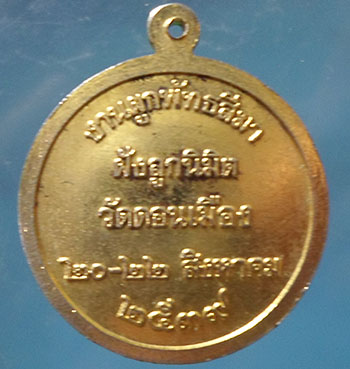 งานผูกพัทธสีมา
ฝังลูกนิมิต
วัดดอนเมือง
๒๐-๒๒ สิงหาคม
๒๕๓๙